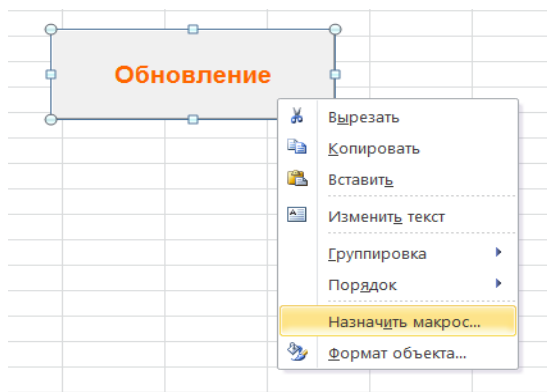 Обновление
Вырезать
Копировать
Вставить
Изменить текст
Группировка
Порядок
Назначить макрос...
Формат объекта...